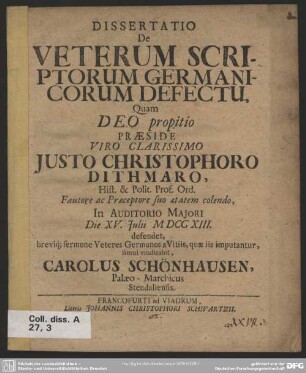 DISSERTATIO
De
VETERUM SCRI-
PTORUM GERMANI-
CORUM DEFECTU,
Quam
DEO propitio
PRÆSIDE
VIRO CLARISSIMO
JUSTO CHRISTOPHORO
DITHMARO,
Hist. & Polit. Prof. Ord.
Fautore ac Præceptore suo ætatem colendo,
IN AUDITORIO MAJORI
Die XV. Julii MDCCXIII.
defendet,
brevíq; sermone Veteres Germanos a Vitiis, quæ iis imputantur,
simul vindicabit,
CAROLUS SCHÖNHAUSEN,
Palæo-Marchicus
Stendaliensis.
FRANCOFURTI ad VIADRUM,
Literis JOHANNIS CHRISTOPHORI SCHWARTZII.
Coll. diss. A
27, 3